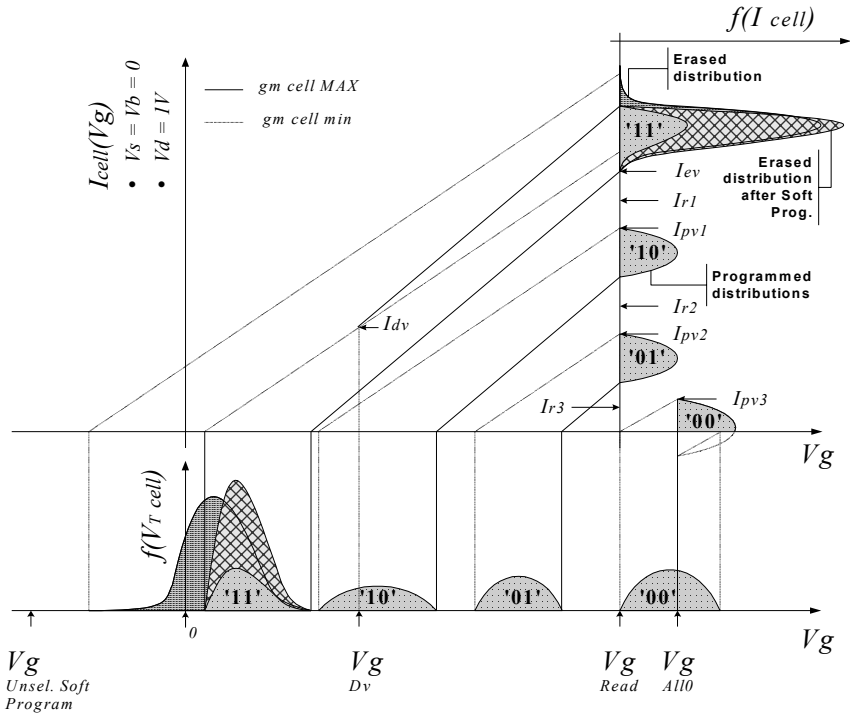 f(I cell)
Erased
distribution
gm cell MAX
gm cell min
Icell(Vg)
• Vs = Vb = 0
• Vd = 1V
'11'
Erased
distribution
after Soft
Prog.
Iev
Ir1
Ipv1
'10'
Programmed
distributions
Ir2
Idv
Ipv2
'01'
Ir3
Ipv3
'00'
Vg
f(VT cell)
'11'
'10'
'01'
'00'
0
Vg
Vg
Unsel. Soft
Program
Vg
Dv
Vg
Read
Vg
All0